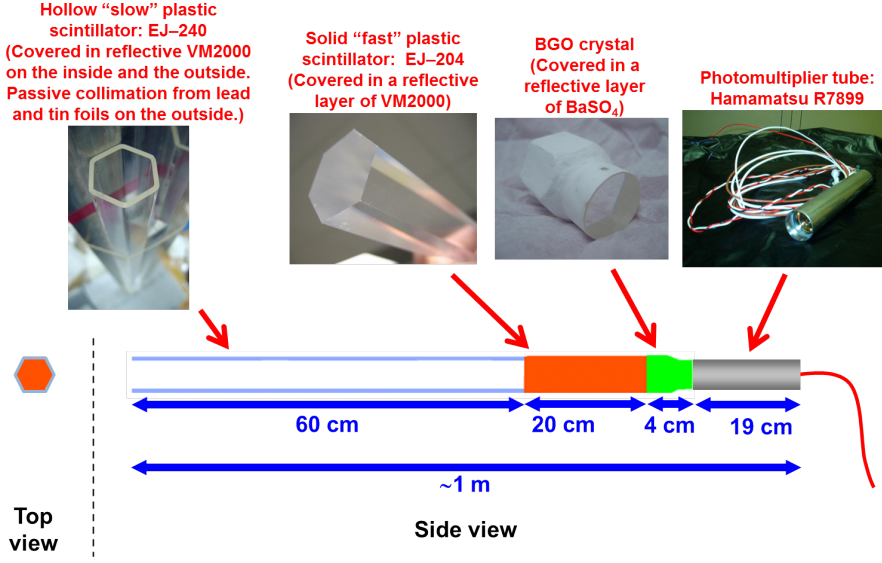 Hollow “slow” plastic
scintillator: EJ–240
(Covered in reflective VM2000
on the inside and the outside.
Passive collimation from lead
and tin foils on the outside.)
Solid “fast” plastic
scintillator:  EJ–204
(Covered in a reflective
layer of VM2000)
BGO crystal
(Covered in a
reflective layer
of BaSO₄)
Photomultiplier tube:
Hamamatsu R7899
60 cm
20 cm
4 cm
19 cm
~1 m
Top
view
Side view